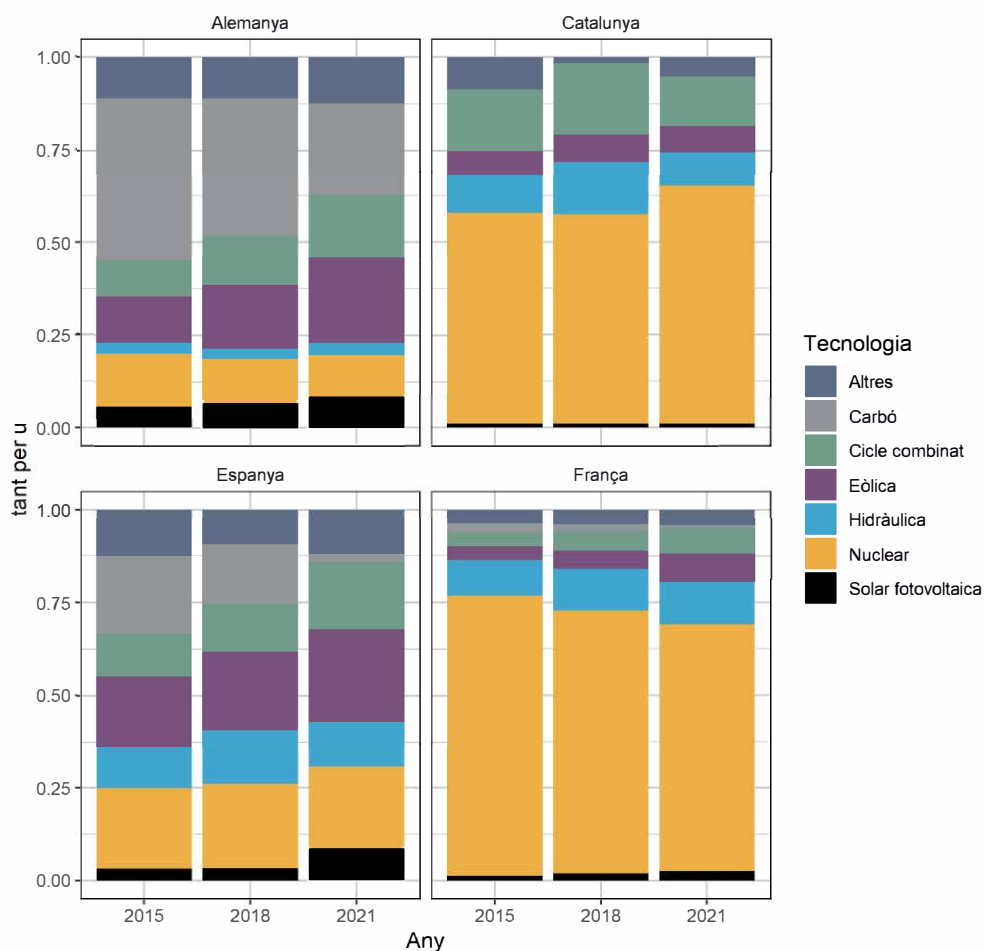 Alemanya
Catalunya
1.00
0.75
0.50
0.25
0.00
Espanya
França
1.00
0.75
0.50
0.25
0.00
2015
2018
2021
2015
2018
2021
Any
tant per u
Tecnologia
Altres
Carbó
Cicle combinat
Eòlica
Hidràulica
Nuclear
Solar fotovoltaica